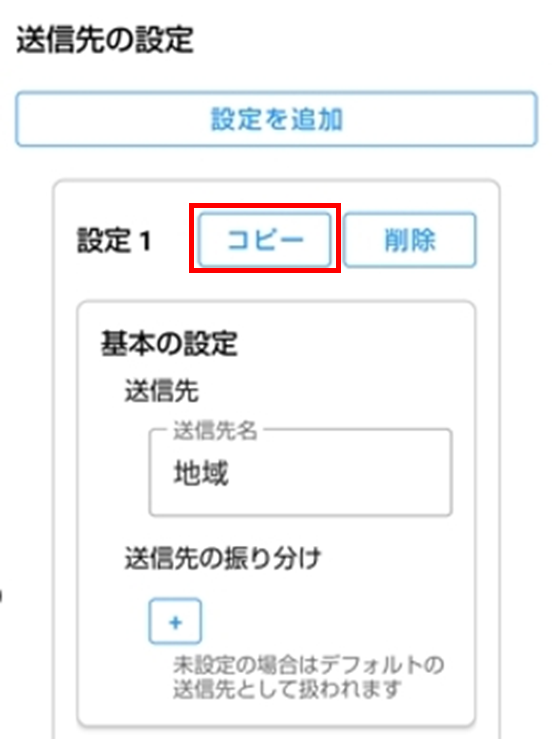 送信先の設定
設定を追加
設定 1 コピー 削除
基本の設定
送信先
送信先名
地域
送信先の振り分け
+
未設定の場合はデフォルトの
送信先として扱われます